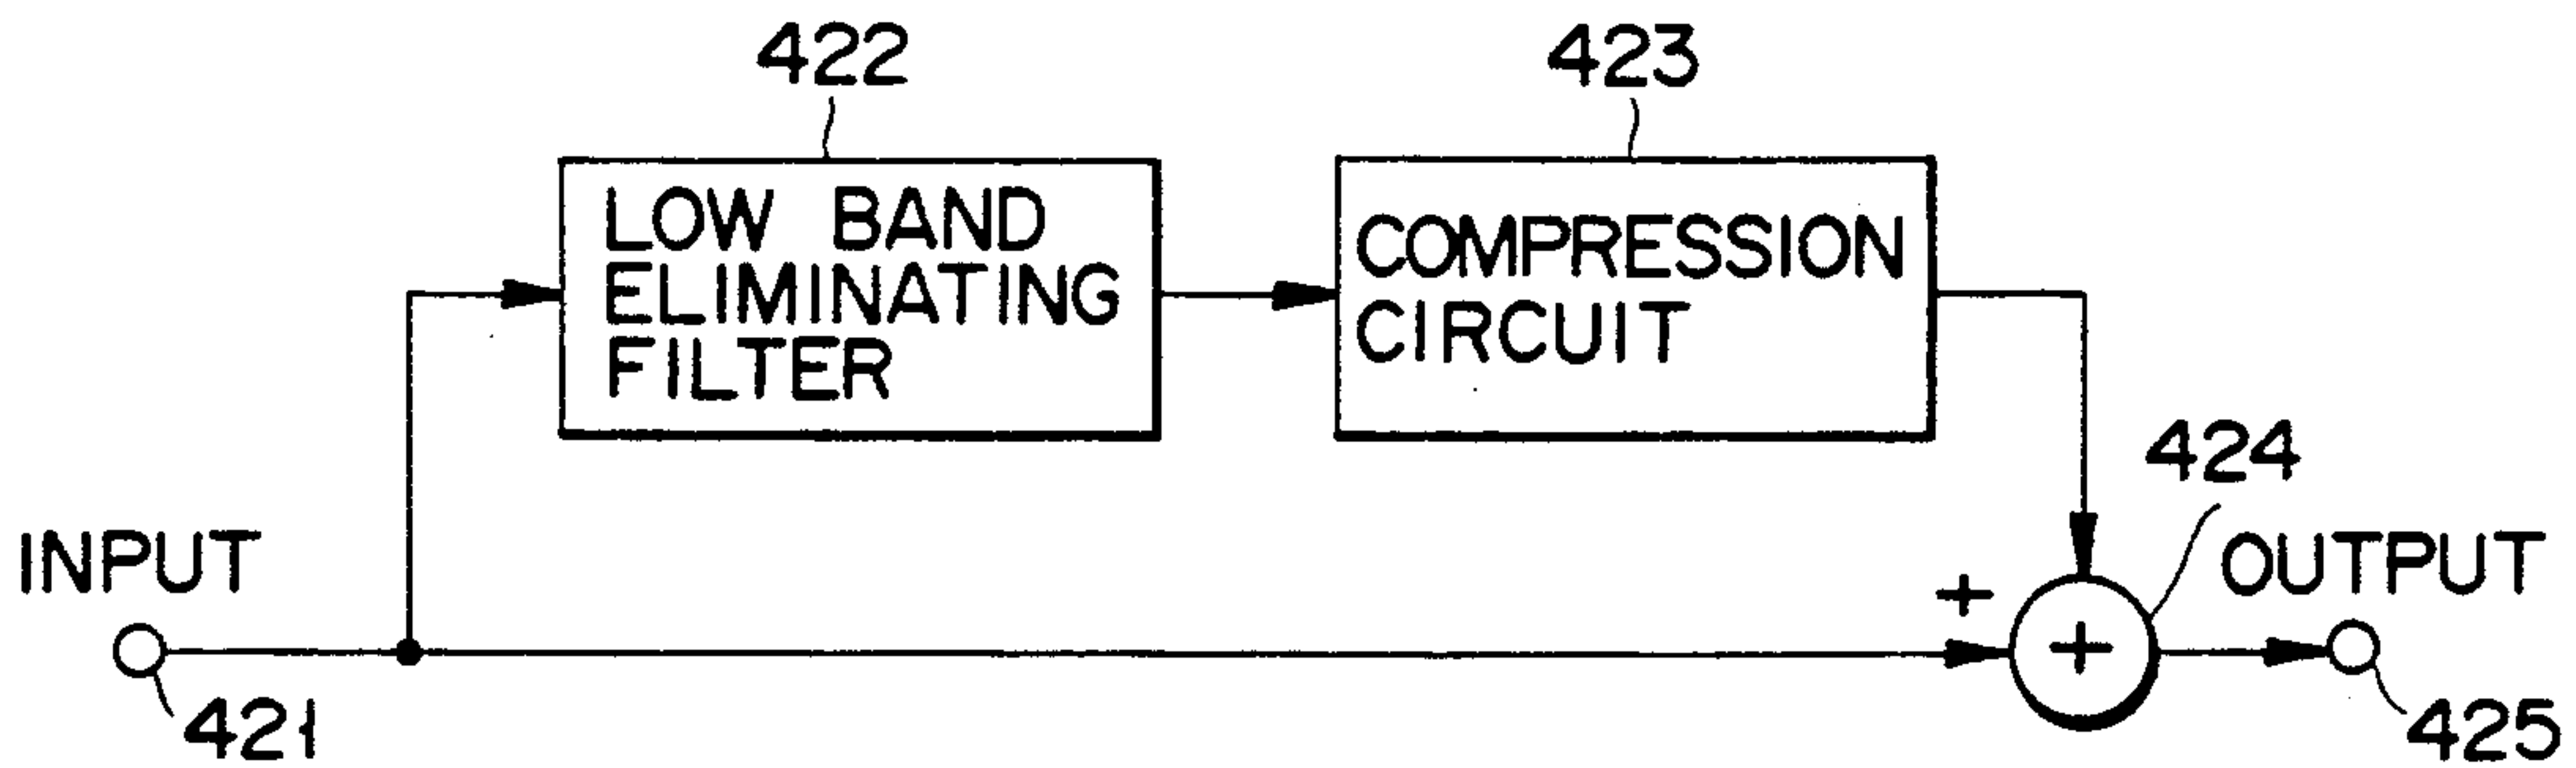 422
423
LOW BAND
ELIMINATING
FILTER
COMPRESSION
CIRCUIT
424
INPUT
+
+
OUTPUT
421
425